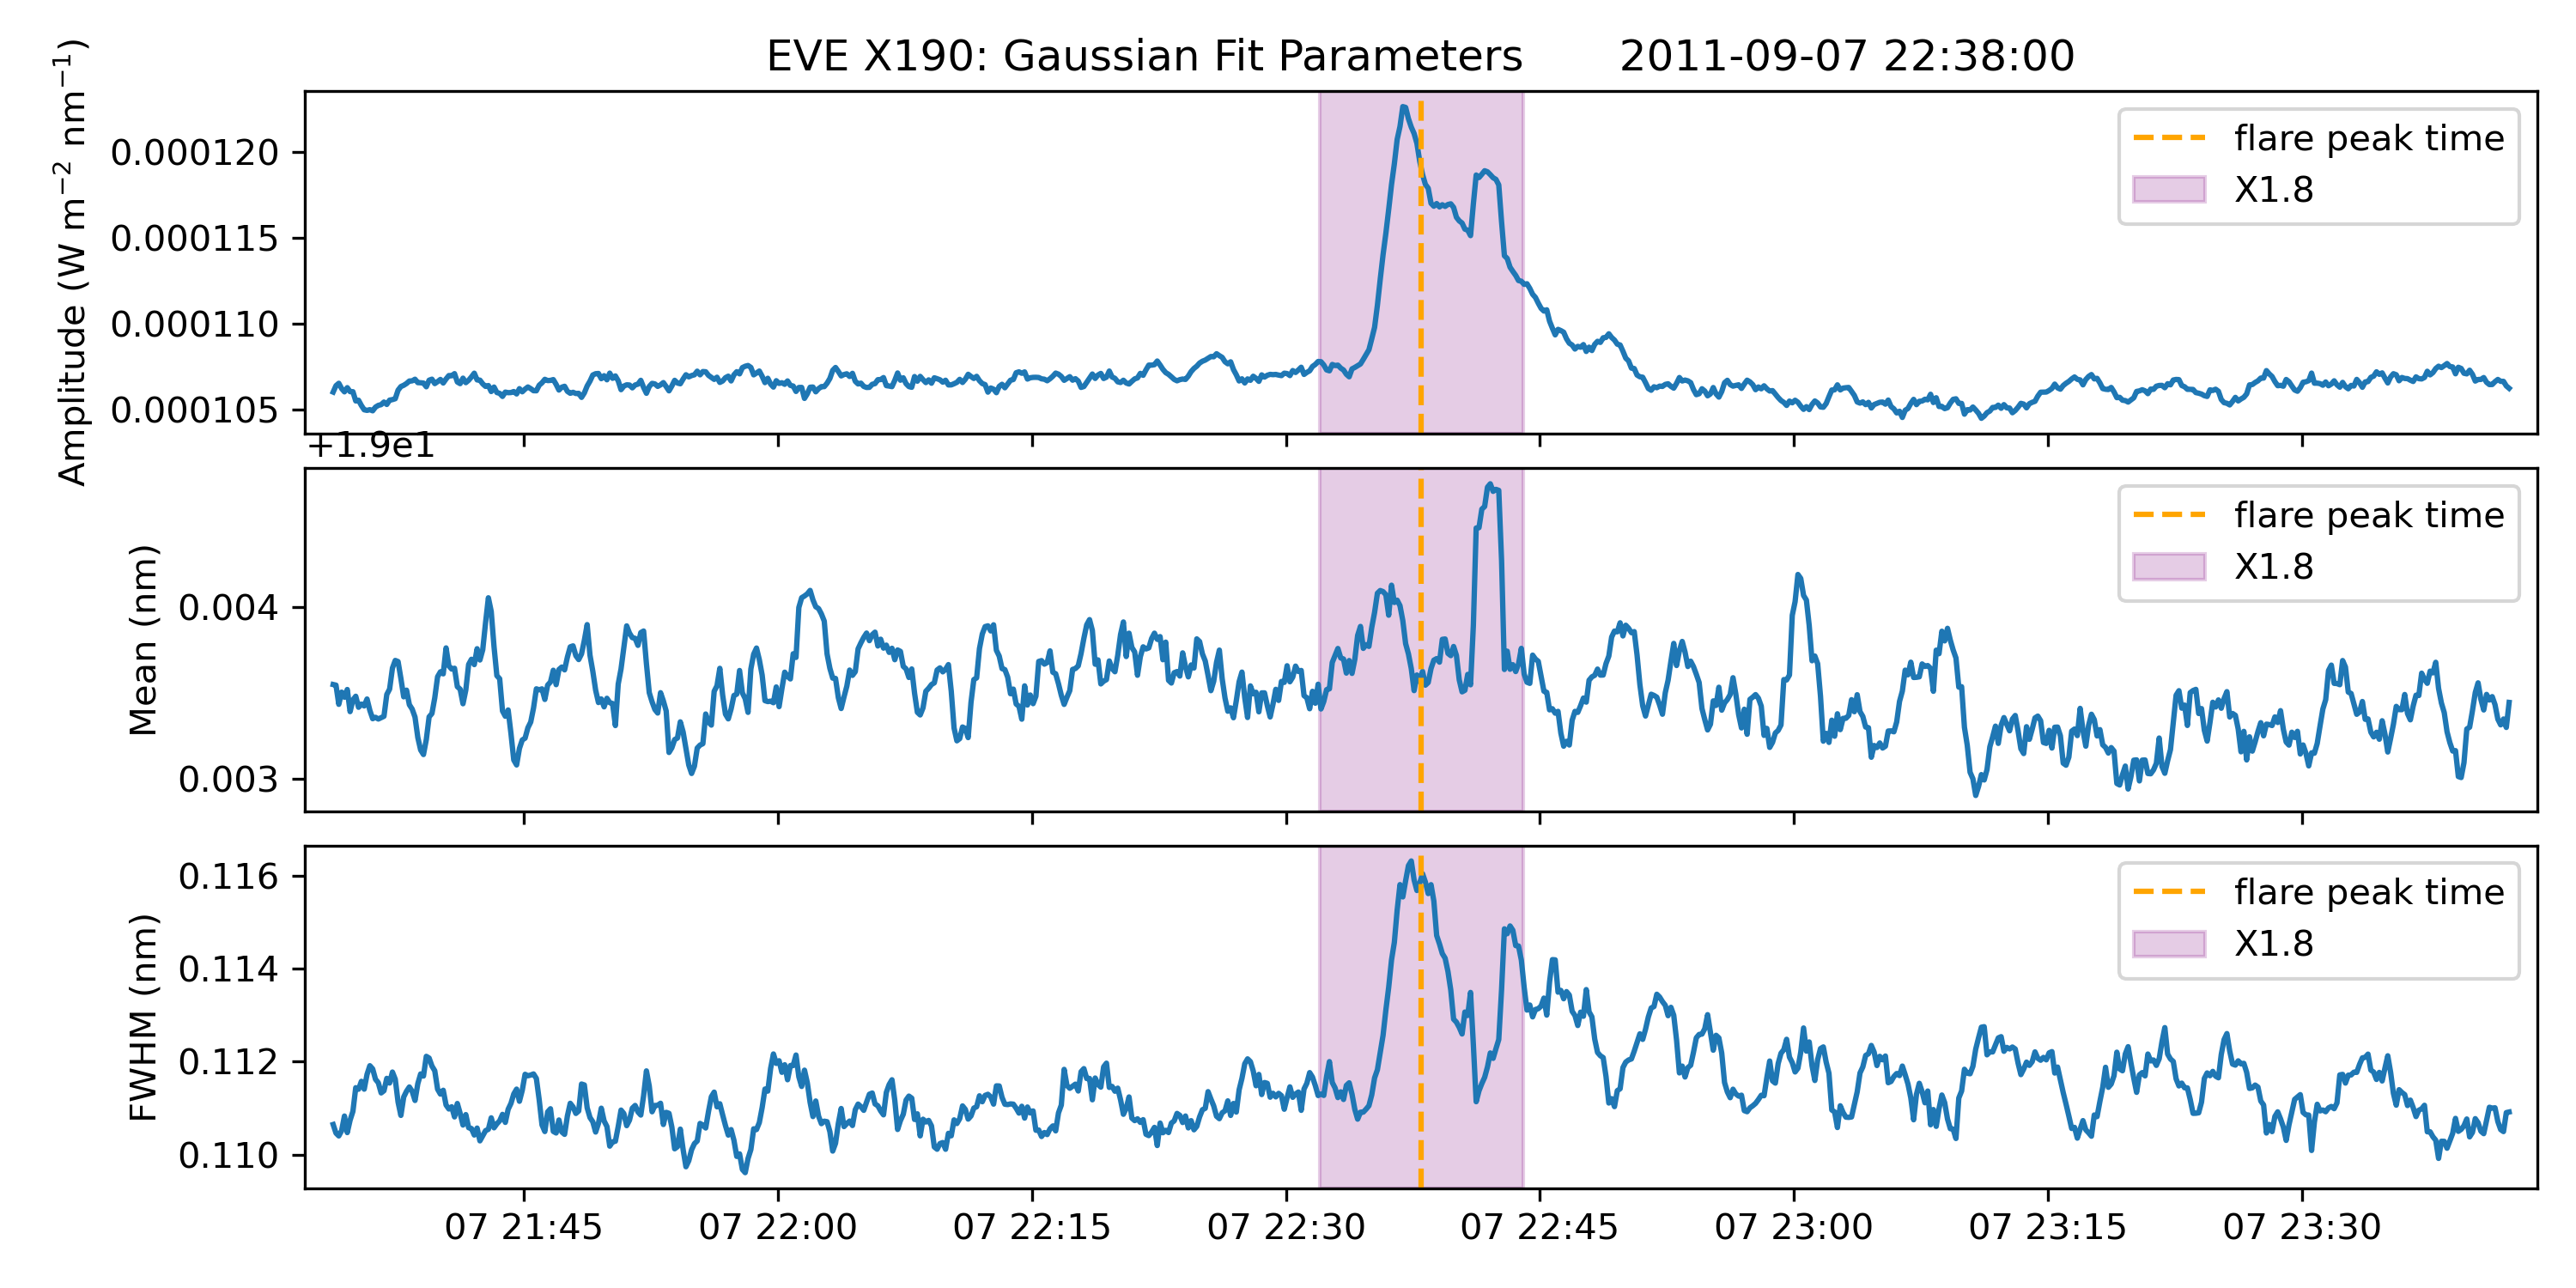 EVE X190: Gaussian Fit Parameters 2011-09-07 22:38:00
Amplitude (W m⁻² nm⁻¹)
0.000120
0.000115
0.000110
0.000105
flare peak time
X1.8
+1.9e1
Mean (nm)
0.004
0.003
flare peak time
X1.8
FWHM (nm)
0.116
0.114
0.112
0.110
flare peak time
X1.8
07 21:45 07 22:00 07 22:15 07 22:30 07 22:45 07 23:00 07 23:15 07 23:30